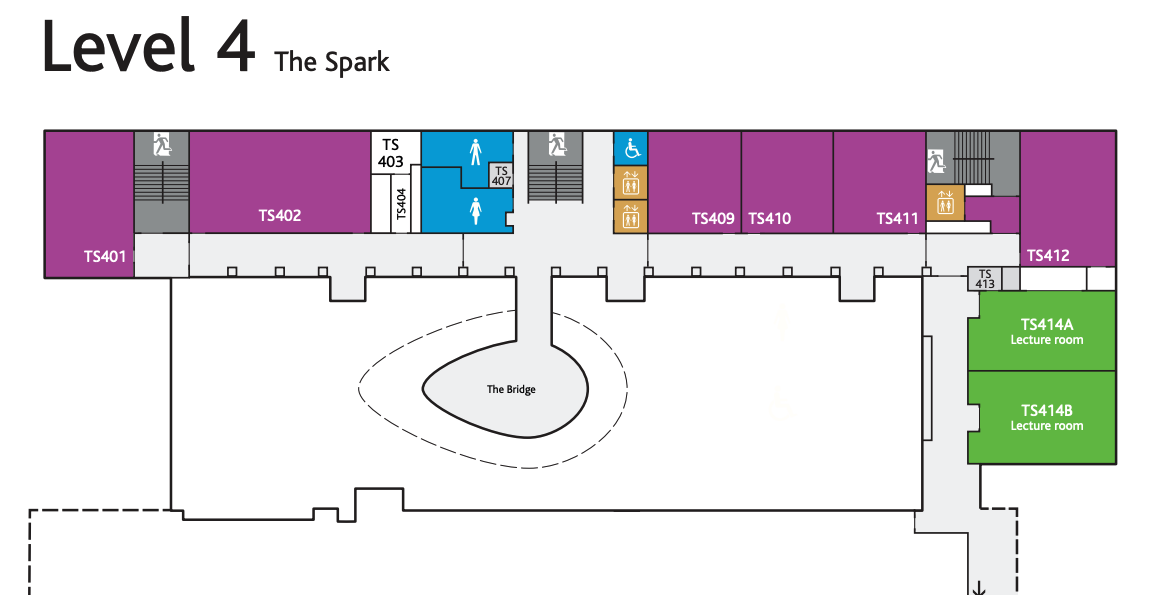 Level 4 The Spark
TS401
TS402
TS
403
TS404
TS
407
TS409
TS410
TS411
TS412
TS
413
TS414A
Lecture room
TS414B
Lecture room
The Bridge